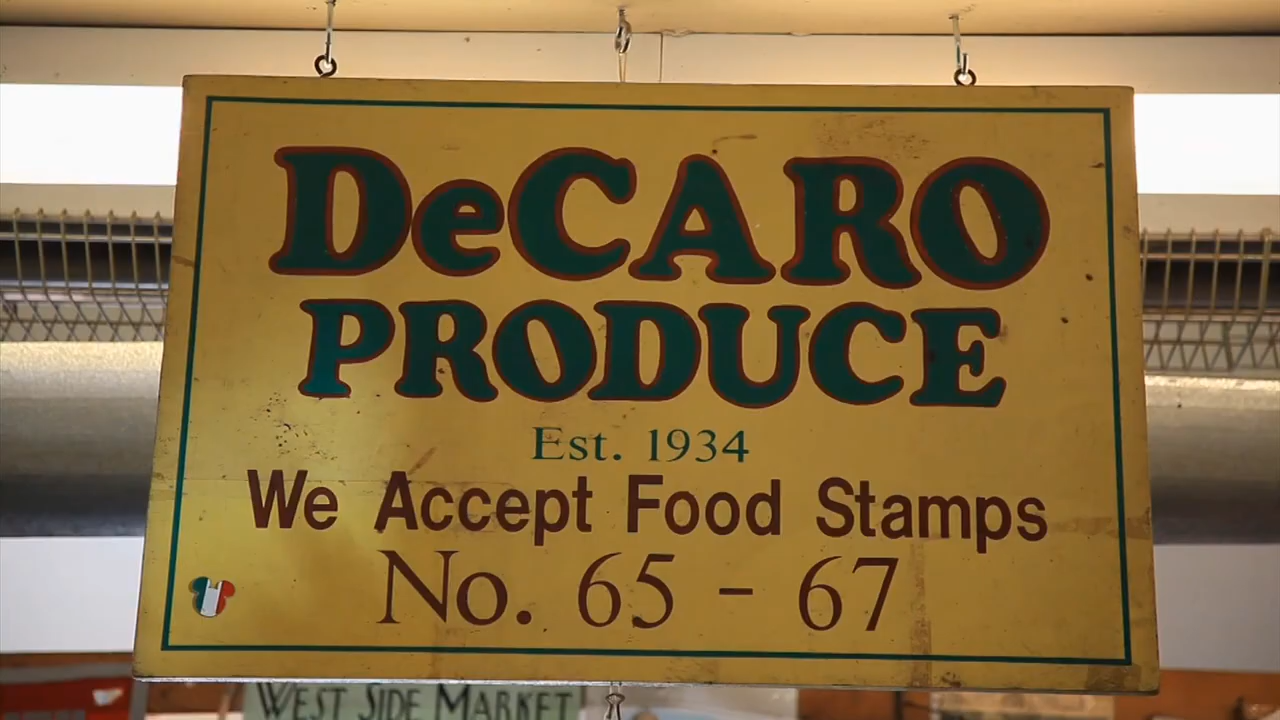 DeCARO
PRODUCE
Est. 1934
We Accept Food Stamps
No. 65 - 67
WEST SIDE MARKET